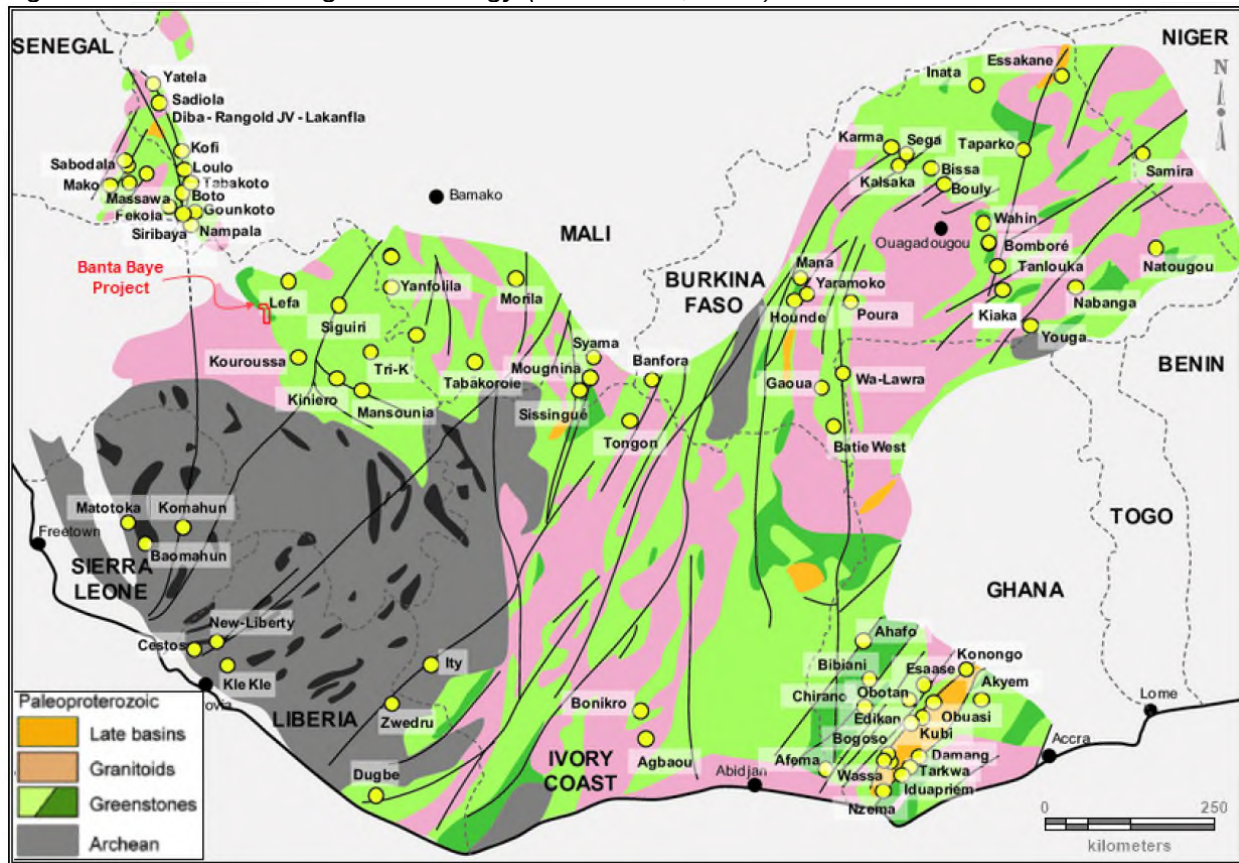 SENEGAL
NIGER
N
Yatela
Sadiola
Diba - Rangold JV - Lakanfla
Kofi
Sabodala
Loulo
Mako
Tabakoto
Massawa
Boto
Fekola
Gounkoto
Siribaya
Nampala
Bamako
MALI
Banta Baye
Project
Lefa
Yanfolila
Morila
Siguiri
Kouroussa
Tri-K
Kiniero
Mansounia
Tabakoroie
Syama
Mougnina
Sissingué
Banfora
Tongon
Inata
Essakane
Karma
Sega
Taparko
Kalsaka
Bissa
Bouly
Samira
Ouagadougou
Wahin
Bomboré
Tanlouka
Natougou
BURKINA
FASO
Mana
Yaramoko
Hounde
Poura
Kiaka
Nabanga
Youga
BENIN
Gaoua
Wa-Lawra
Batie West
TOGO
GHANA
Matotoka
Komahun
Freetown
Baomahun
SIERRA
LEONE
New-Liberty
Cestos
Kle Kle
ovia
LIBERIA
Ity
Zwedru
Dugbe
Bonikro
Agbaou
IVORY
COAST
Abidjan
Ahafo
Bibiani
Esaase
Konongo
Chirano
Obotan
Akyem
Edikan
Obuasi
Kubi
Bogoso
Damang
Afema
Wassa
Tarkwa
Iduapriem
Nzema
Accra
Lome
Paleoproterozoic
Late basins
Granitoids
Greenstones
Archean
0 250
kilometers